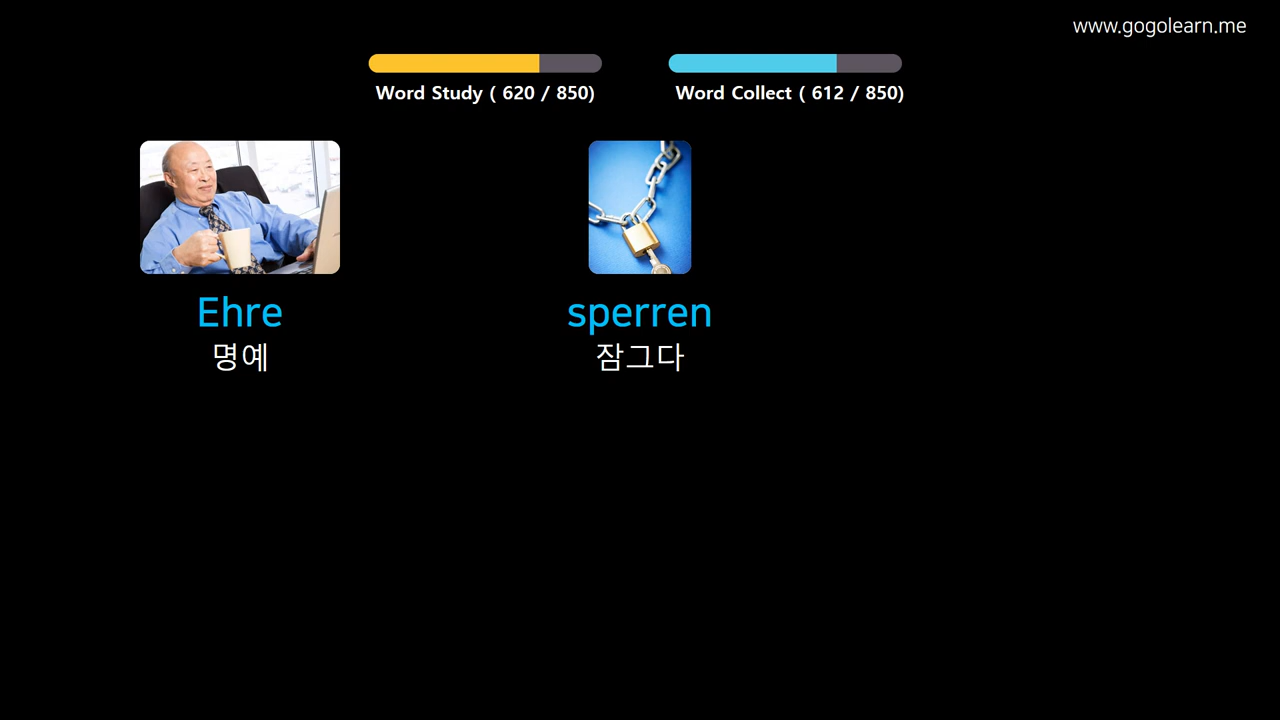 www.gogolearn.me
Word Study ( 620 / 850)
Word Collect ( 612 / 850)
Ehre
명예
sperren
잠그다